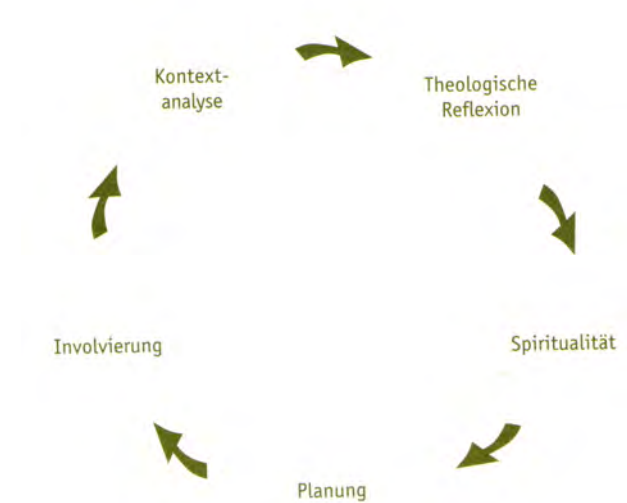 Kontext-
analyse
Theologische
Reflexion
Spiritualität
Planung
Involvierung